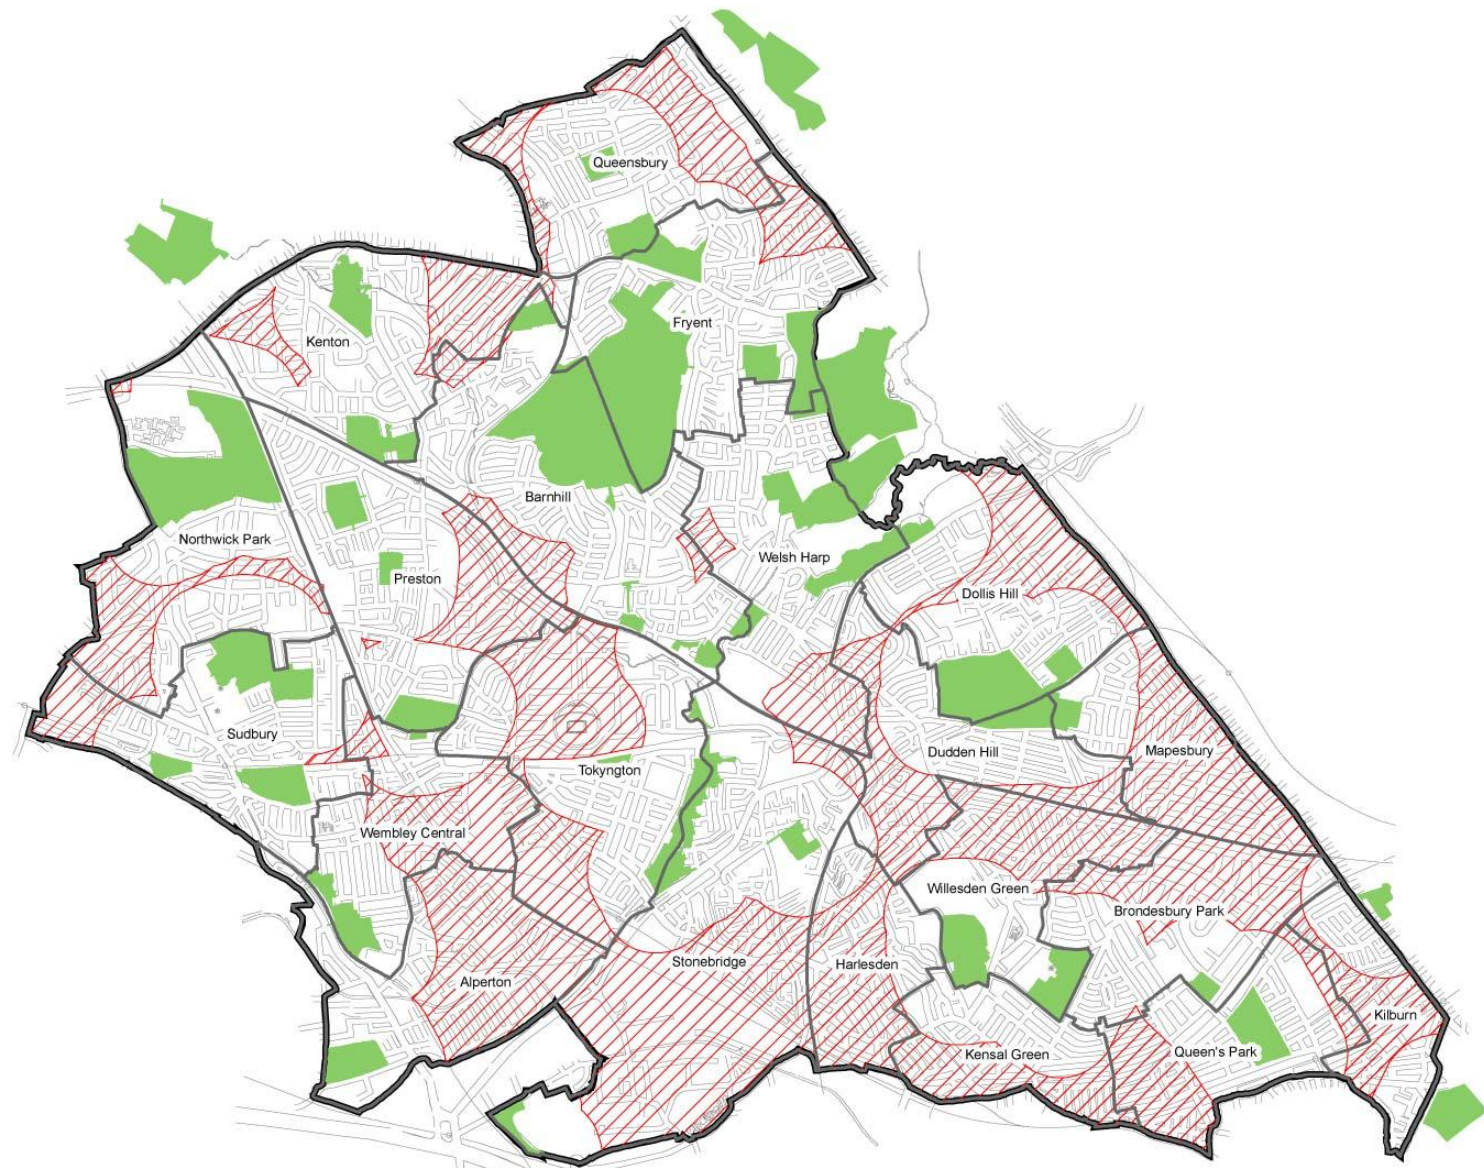 Queensbury
Fryent
Kenton
Barnhill
Northwick Park
Welsh Harp
Preston
Dollis Hill
Sudbury
Dudden Hill
Mapesbury
Tokyngton
Wembley Central
Willesden Green
Brondesbury Park
Stonebridge
Harlesden
Alperton
Kilburn
Kensal Green
Queen's Park